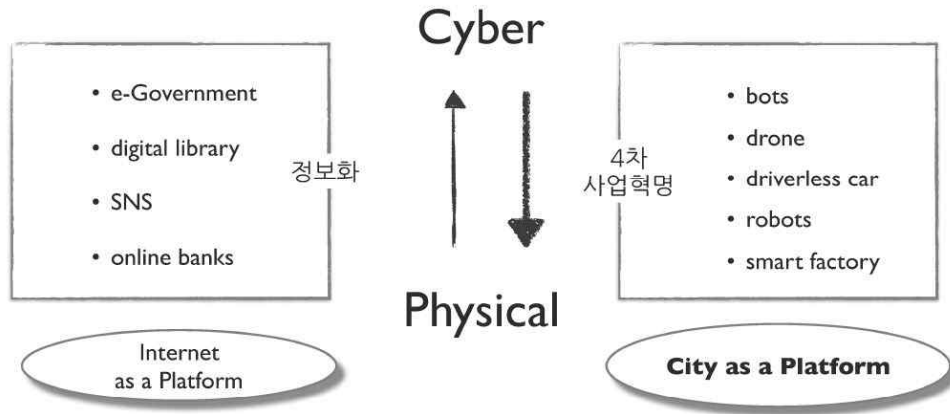 Cyber
• e-Government
• digital library
• SNS
• online banks
정보화
4차
사업혁명
• bots
• drone
• driverless car
• robots
• smart factory
Physical
Internet
as a Platform
City as a Platform